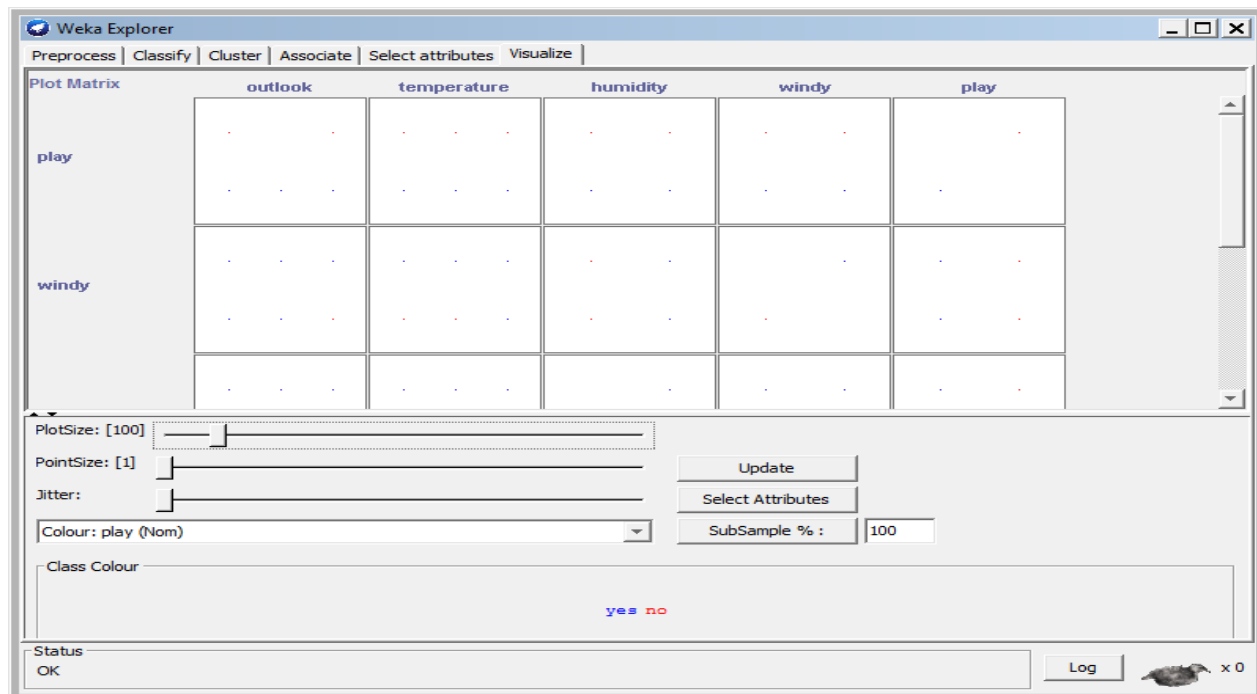 Weka Explorer
Preprocess Classify Cluster Associate Select attributes Visualize
Plot Matrix outlook temperature humidity windy play
play
windy
PlotSize: [100]
PointSize: [1] Update
Jitter: Select Attributes
Colour: play (Nom) SubSample % : 100
Class Colour
yes no
Status
OK Log x 0